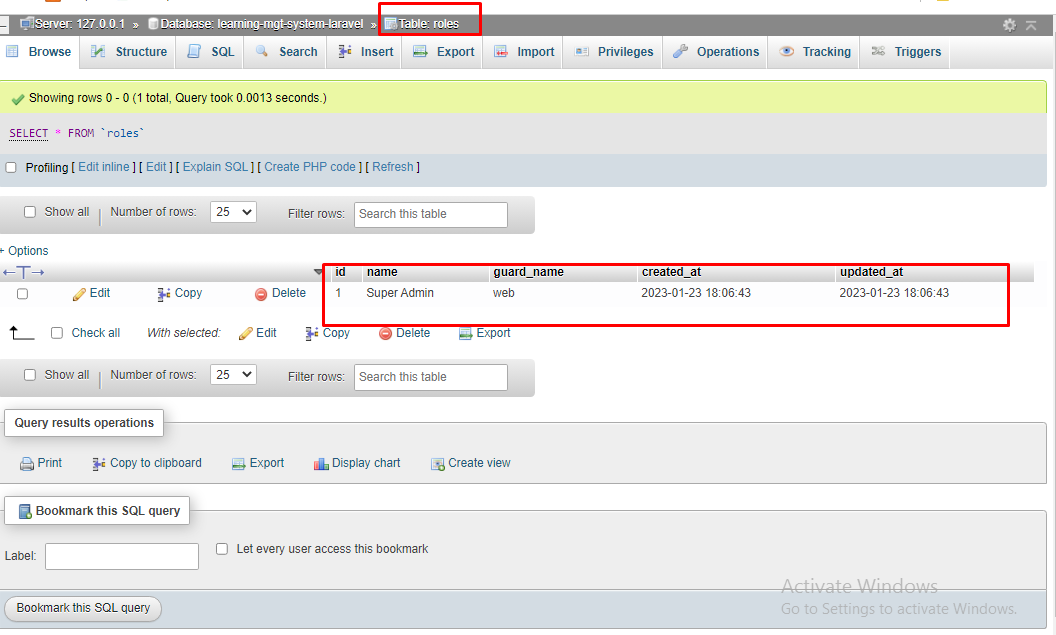 Server: 127.0.0.1 » Database: learning-mgt-system-laravel » Table: roles
Browse Structure SQL Search Insert Export Import Privileges Operations Tracking Triggers
Showing rows 0 - 0 (1 total, Query took 0.0013 seconds.)
SELECT * FROM `roles`
Profiling [ Edit inline ] [ Edit ] [ Explain SQL ] [ Create PHP code ] [ Refresh ]
Show all Number of rows: 25 Filter rows: Search this table
+ Options
←T→ id name guard_name created_at updated_at
Edit Copy Delete 1 Super Admin web 2023-01-23 18:06:43 2023-01-23 18:06:43
Check all With selected: Edit Copy Delete Export
Show all Number of rows: 25 Filter rows: Search this table
Query results operations
Print Copy to clipboard Export Display chart Create view
Bookmark this SQL query
Label: Let every user access this bookmark
Activate Windows
Go to Settings to activate Windows.
Bookmark this SQL query